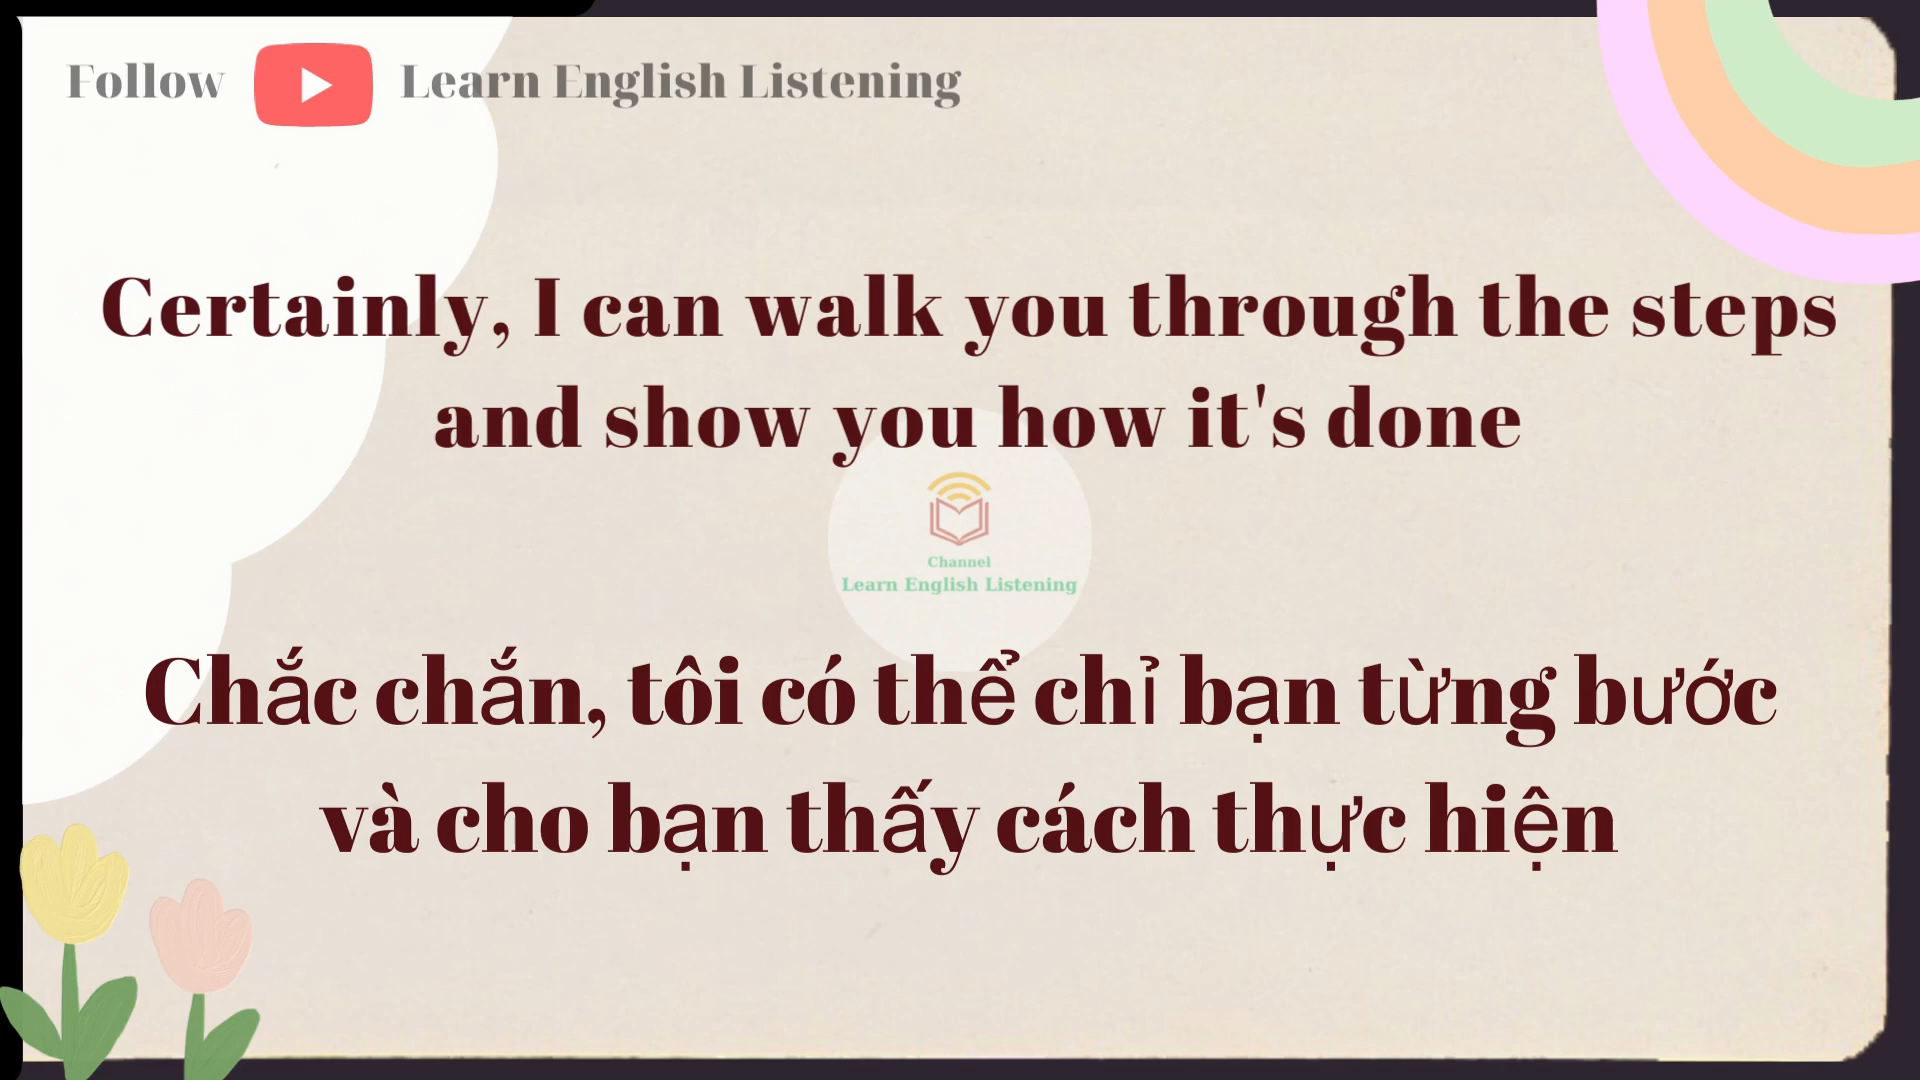 Follow Learn English Listening
Certainly, I can walk you through the steps
and show you how it's done
Channel
Learn English Listening
Chắc chắn, tôi có thể chỉ bạn từng bước
và cho bạn thấy cách thực hiện